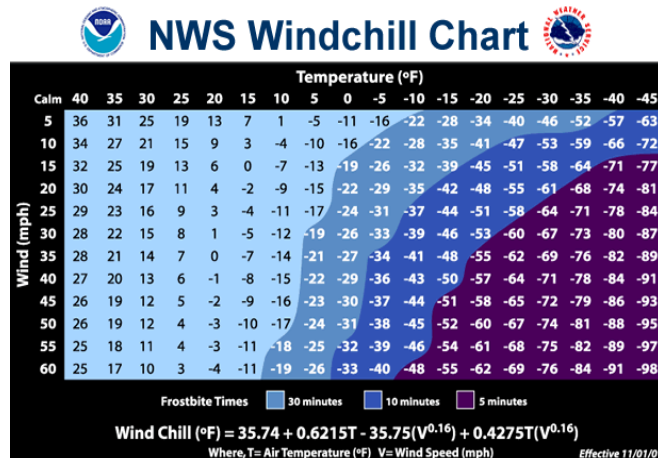 NWS Windchill Chart
Temperature (°F)
Calm 40 35 30 25 20 15 10 5 0 -5 -10 -15 -20 -25 -30 -35 -40 -45
5 36 31 25 19 13 7 1 -5 -11 -16 -22 -28 -34 -40 -46 -52 -57 -63
10 34 27 21 15 9 3 -4 -10 -16 -22 -28 -35 -41 -47 -53 -59 -66 -72
15 32 25 19 13 6 0 -7 -13 -19 -26 -32 -39 -45 -51 -58 -64 -71 -77
20 30 24 17 11 4 -2 -9 -15 -22 -29 -35 -42 -48 -55 -61 -68 -74 -81
25 29 23 16 9 3 -4 -11 -17 -24 -31 -37 -44 -51 -58 -64 -71 -78 -84
30 28 22 15 8 1 -5 -12 -19 -26 -33 -39 -46 -53 -60 -67 -73 -80 -87
35 28 21 14 7 0 -7 -14 -21 -27 -34 -41 -48 -55 -62 -69 -76 -82 -89
40 27 20 13 6 -1 -8 -15 -22 -29 -36 -43 -50 -57 -64 -71 -78 -84 -91
45 26 19 12 5 -2 -9 -16 -23 -30 -37 -44 -51 -58 -65 -72 -79 -86 -93
50 26 19 12 4 -3 -10 -17 -24 -31 -38 -45 -52 -60 -67 -74 -81 -88 -95
55 25 18 11 4 -3 -11 -18 -25 -32 -39 -46 -54 -61 -68 -75 -82 -89 -97
60 25 17 10 3 -4 -11 -19 -26 -33 -40 -48 -55 -62 -69 -76 -84 -91 -98
Wind (mph)
Frostbite Times 30 minutes 10 minutes 5 minutes
Wind Chill (°F) = 35.74 + 0.6215T - 35.75(V^0.16) + 0.4275T(V^0.16)
Where, T= Air Temperature (°F) V= Wind Speed (mph)
Effective 11/01/0
NOAA
NATIONAL WEATHER SERVICE